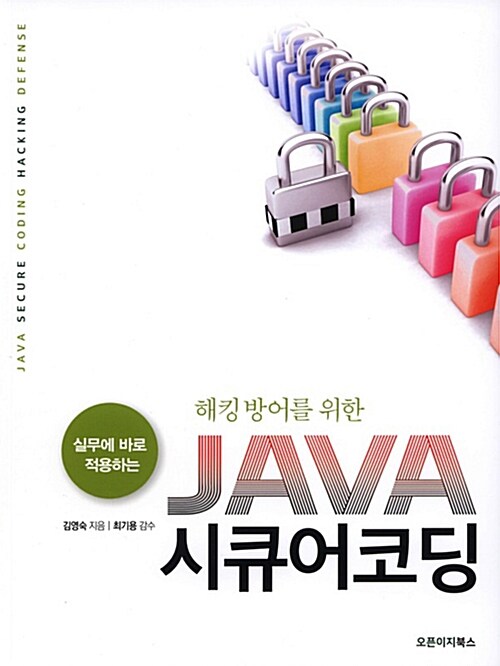 JAVA SECURE CODING HACKING DEFENSE
해킹 방어를 위한
실무에 바로
적용하는
JAVA
김영숙 지음 | 최기용 감수
시큐어코딩
오픈이지북스